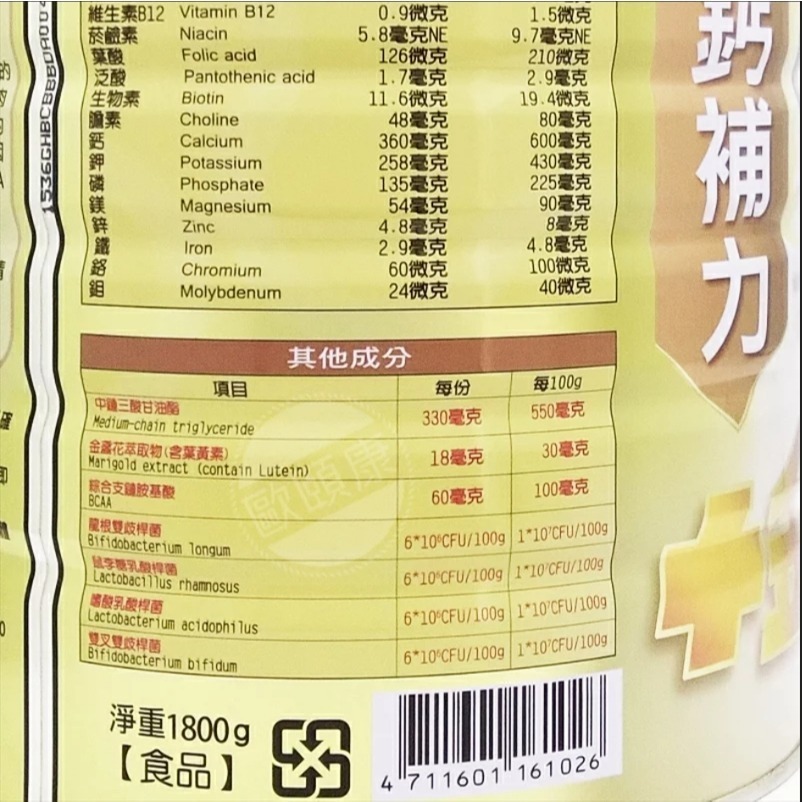 維生素B12 Vitamin B12 0.9微克 1.5微克
菸鹼素 Niacin 5.8毫克NE 9.7毫克NE
葉酸 Folic acid 126微克 210微克
泛酸 Pantothenic acid 1.7毫克 2.9毫克
生物素 Biotin 11.6微克 19.4微克
膽素 Choline 48毫克 80毫克
鈣 Calcium 360毫克 600毫克
鉀 Potassium 258毫克 430毫克
磷 Phosphate 135毫克 225毫克
鎂 Magnesium 54毫克 90毫克
鋅 Zinc 4.8毫克 8毫克
鐵 Iron 2.9毫克 4.8毫克
鉻 Chromium 60微克 100微克
鉬 Molybdenum 24微克 40微克
其他成分
項目 每份 每100g
中鏈三酸甘油酯
Medium-chain triglyceride 330毫克 550毫克
金盞花萃取物(含葉黃素)
Marigold extract (contain Lutein) 18毫克 30毫克
綜合支鏈胺基酸
BCAA 60毫克 100毫克
龍根雙歧桿菌
Bifidobacterium longum 6*10⁶CFU/100g 1*10⁷CFU/100g
鼠李糖乳酸桿菌
Lactobacillus rhamnosus 6*10⁶CFU/100g 1*10⁷CFU/100g
嗜酸乳酸桿菌
Lactobacterium acidophilus 6*10⁶CFU/100g 1*10⁷CFU/100g
雙叉雙歧桿菌
Bifidobacterium bifidum 6*10⁶CFU/100g 1*10⁷CFU/100g
歐頤康
淨重1800g
【食品】
4 711601 161026
鈣補力